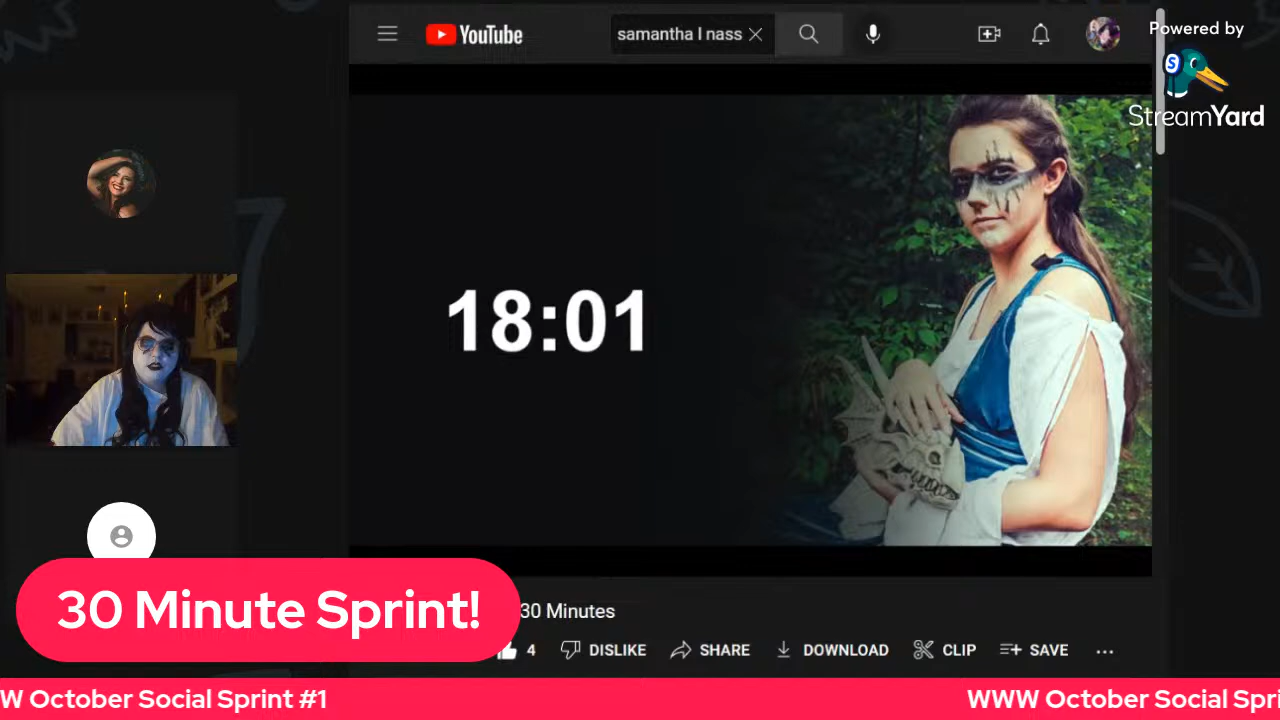 YouTube
samantha l nass
Powered by
S
StreamYard
18:01
30 Minute Sprint!
30 Minutes
4 DISLIKE SHARE DOWNLOAD CLIP SAVE ...
W October Social Sprint #1
WWW October Social Spri